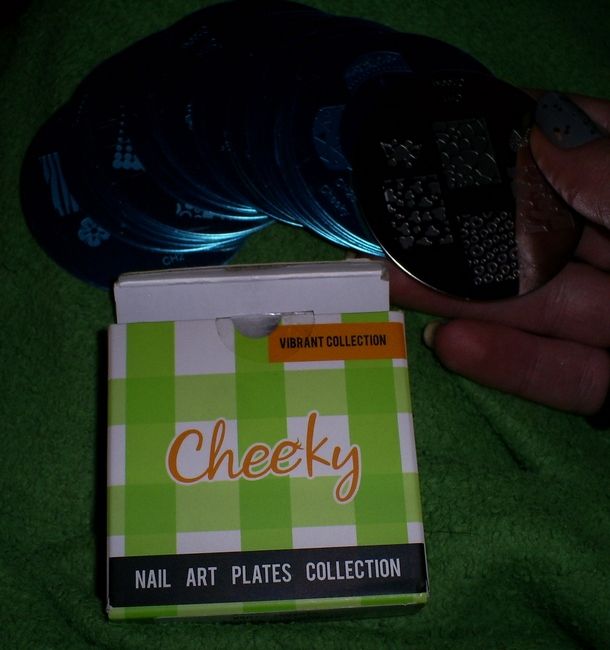 VIBRANT COLLECTION
Cheeky
NAIL ART PLATES COLLECTION